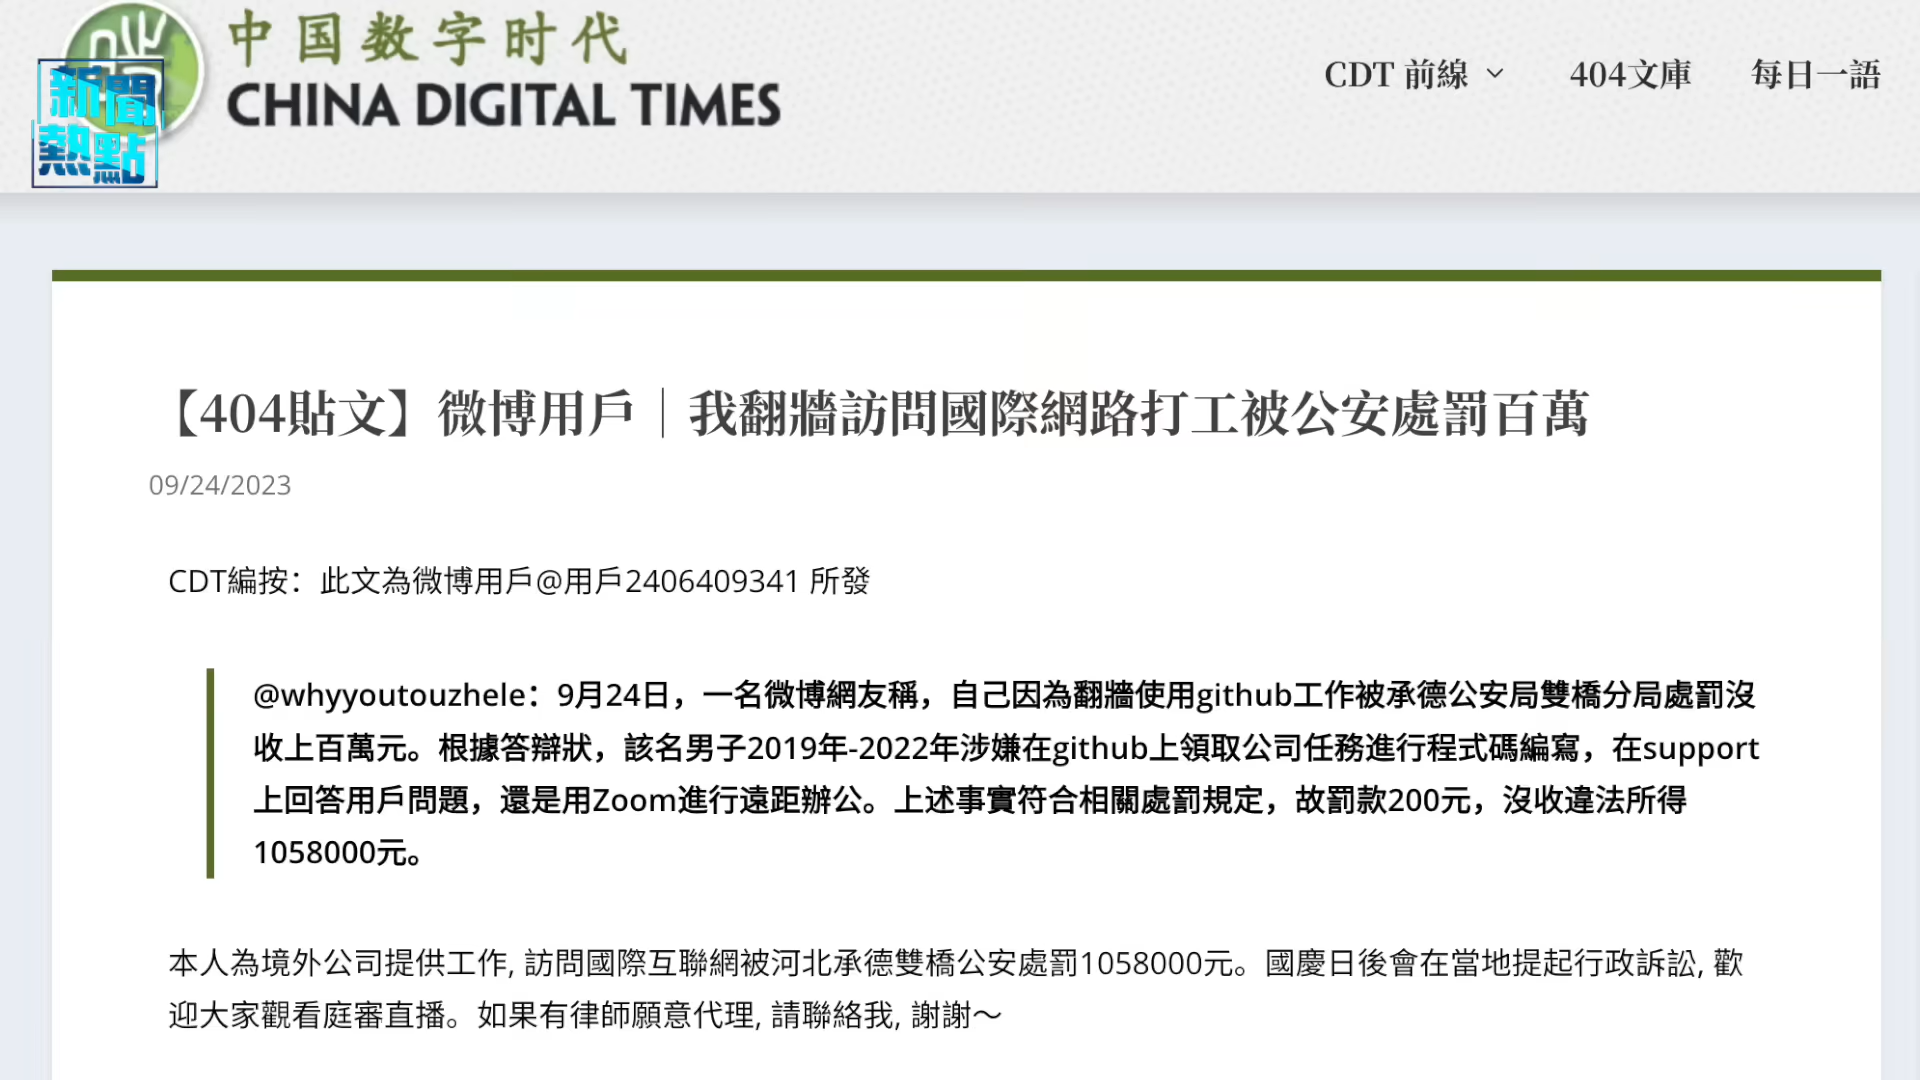 中国数字时代
CHINA DIGITAL TIMES
新聞
熱點
CDT 前線
404文庫
每日一語
【404貼文】微博用戶｜我翻牆訪問國際網路打工被公安處罰百萬
09/24/2023
CDT編按：此文為微博用戶@用戶2406409341 所發
@whyyoutouzhele：9月24日，一名微博網友稱，自己因為翻牆使用github工作被承德公安局雙橋分局處罰沒
收上百萬元。根據答辯狀，該名男子2019年-2022年涉嫌在github上領取公司任務進行程式碼編寫，在support
上回答用戶問題，還是用Zoom進行遠距辦公。上述事實符合相關處罰規定，故罰款200元，沒收違法所得
1058000元。
本人為境外公司提供工作, 訪問國際互聯網被河北承德雙橋公安處罰1058000元。國慶日後會在當地提起行政訴訟, 歡
迎大家觀看庭審直播。如果有律師願意代理, 請聯絡我, 謝謝～